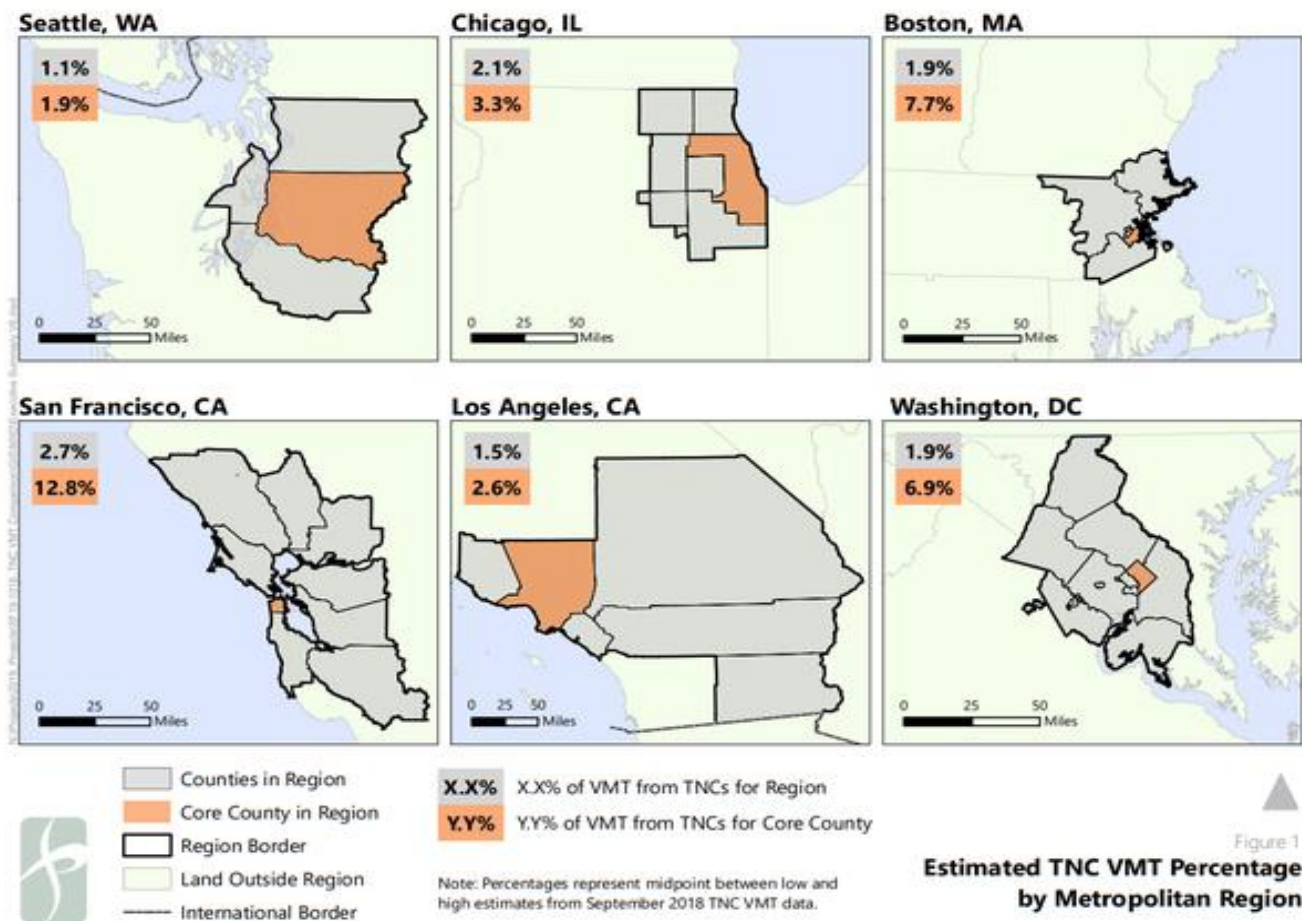 Seattle, WA
1.1%
1.9%
0 25 50
Miles
Chicago, IL
2.1%
3.3%
0 25 50
Miles
Boston, MA
1.9%
7.7%
0 25 50
Miles
San Francisco, CA
2.7%
12.8%
0 25 50
Miles
Los Angeles, CA
1.5%
2.6%
0 25 50
Miles
Washington, DC
1.9%
6.9%
0 25 50
Miles
Counties in Region
Core County in Region
Region Border
Land Outside Region
International Border
X.X% X.X% of VMT from TNCs for Region
Y.Y% Y.Y% of VMT from TNCs for Core County
Note: Percentages represent midpoint between low and
high estimates from September 2018 TNC VMT data.
Figure 1
Estimated TNC VMT Percentage
by Metropolitan Region